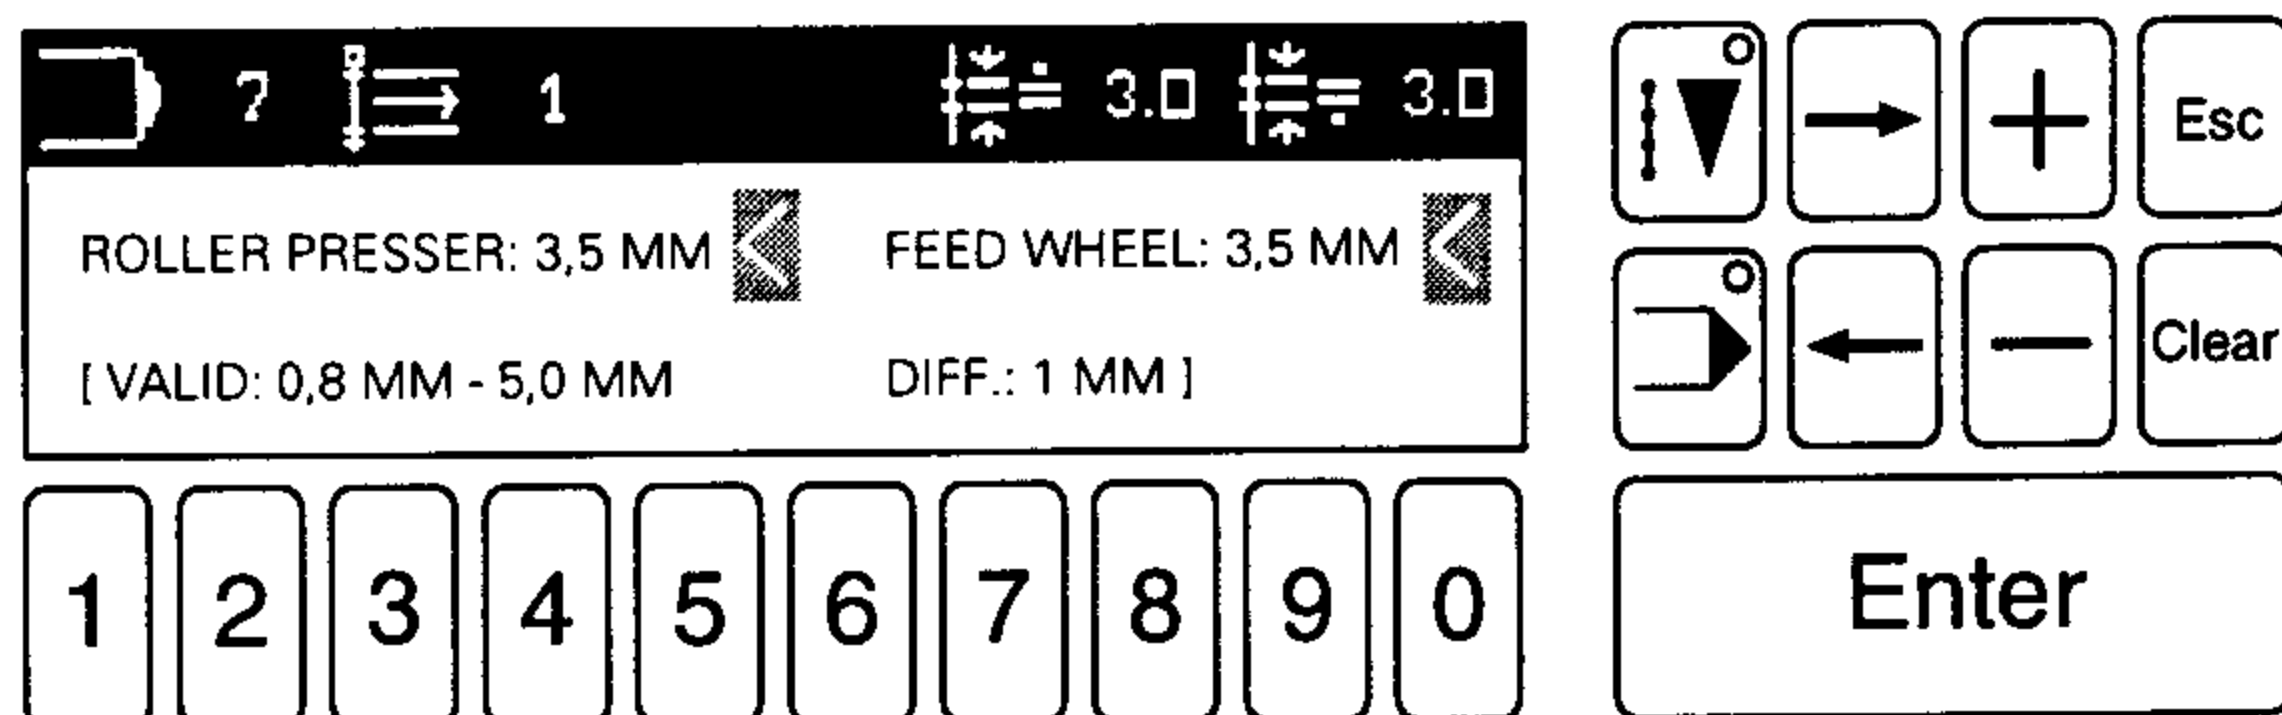 ? 1 3.0 3.0
ROLLER PRESSER: 3,5 MM FEED WHEEL: 3,5 MM
[ VALID: 0,8 MM - 5,0 MM DIFF.: 1 MM ]
Esc
Clear
1 2 3 4 5 6 7 8 9 0
Enter